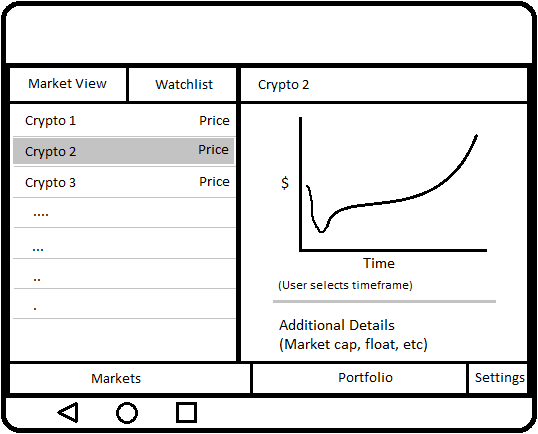 Market View
Watchlist
Crypto 2
Crypto 1 Price
Crypto 2 Price
Crypto 3 Price
....
...
..
.
$
Time
(User selects timeframe)
Additional Details
(Market cap, float, etc)
Markets
Portfolio
Settings